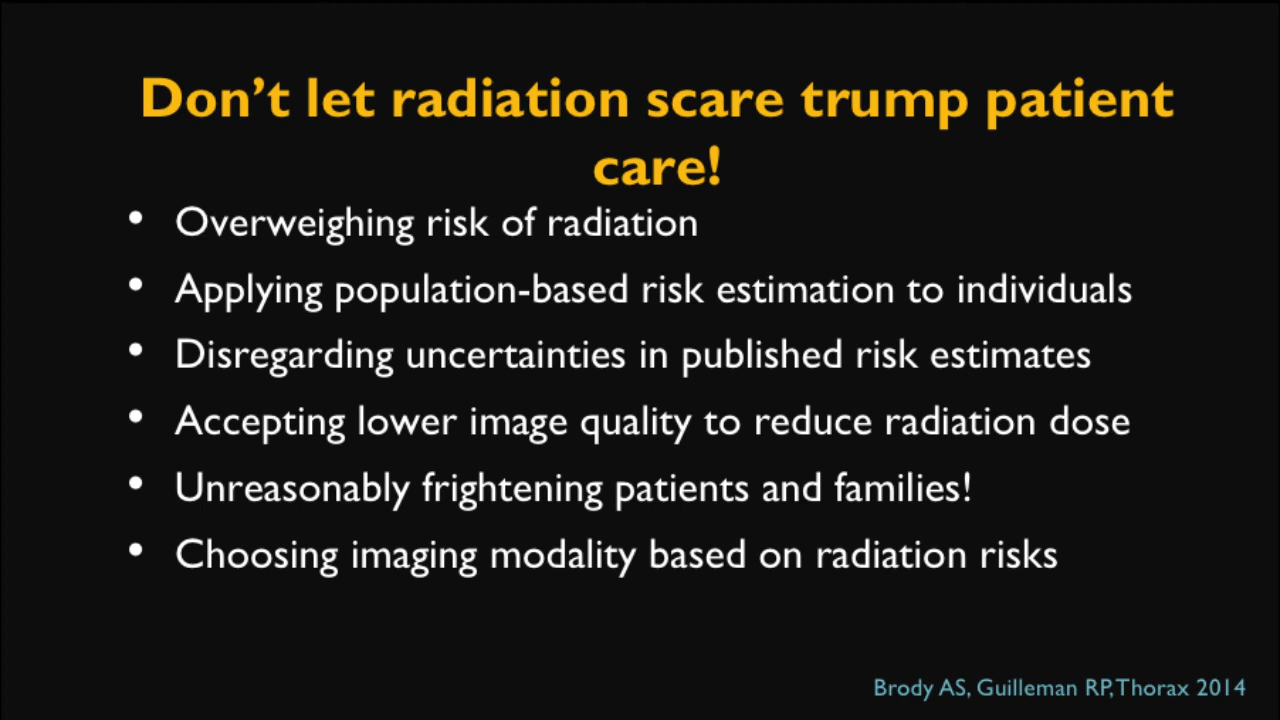 Don’t let radiation scare trump patient
care!
• Overweighing risk of radiation
• Applying population-based risk estimation to individuals
• Disregarding uncertainties in published risk estimates
• Accepting lower image quality to reduce radiation dose
• Unreasonably frightening patients and families!
• Choosing imaging modality based on radiation risks
Brody AS, Guilleman RP,Thorax 2014